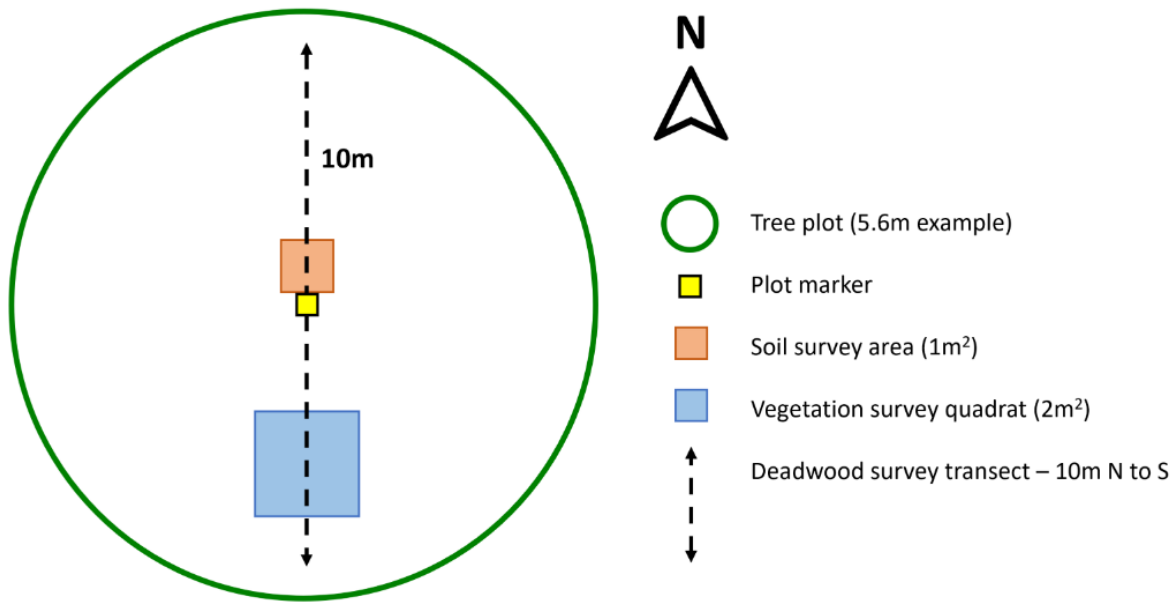 N
10m
Tree plot (5.6m example)
Plot marker
Soil survey area (1m²)
Vegetation survey quadrat (2m²)
Deadwood survey transect – 10m N to S